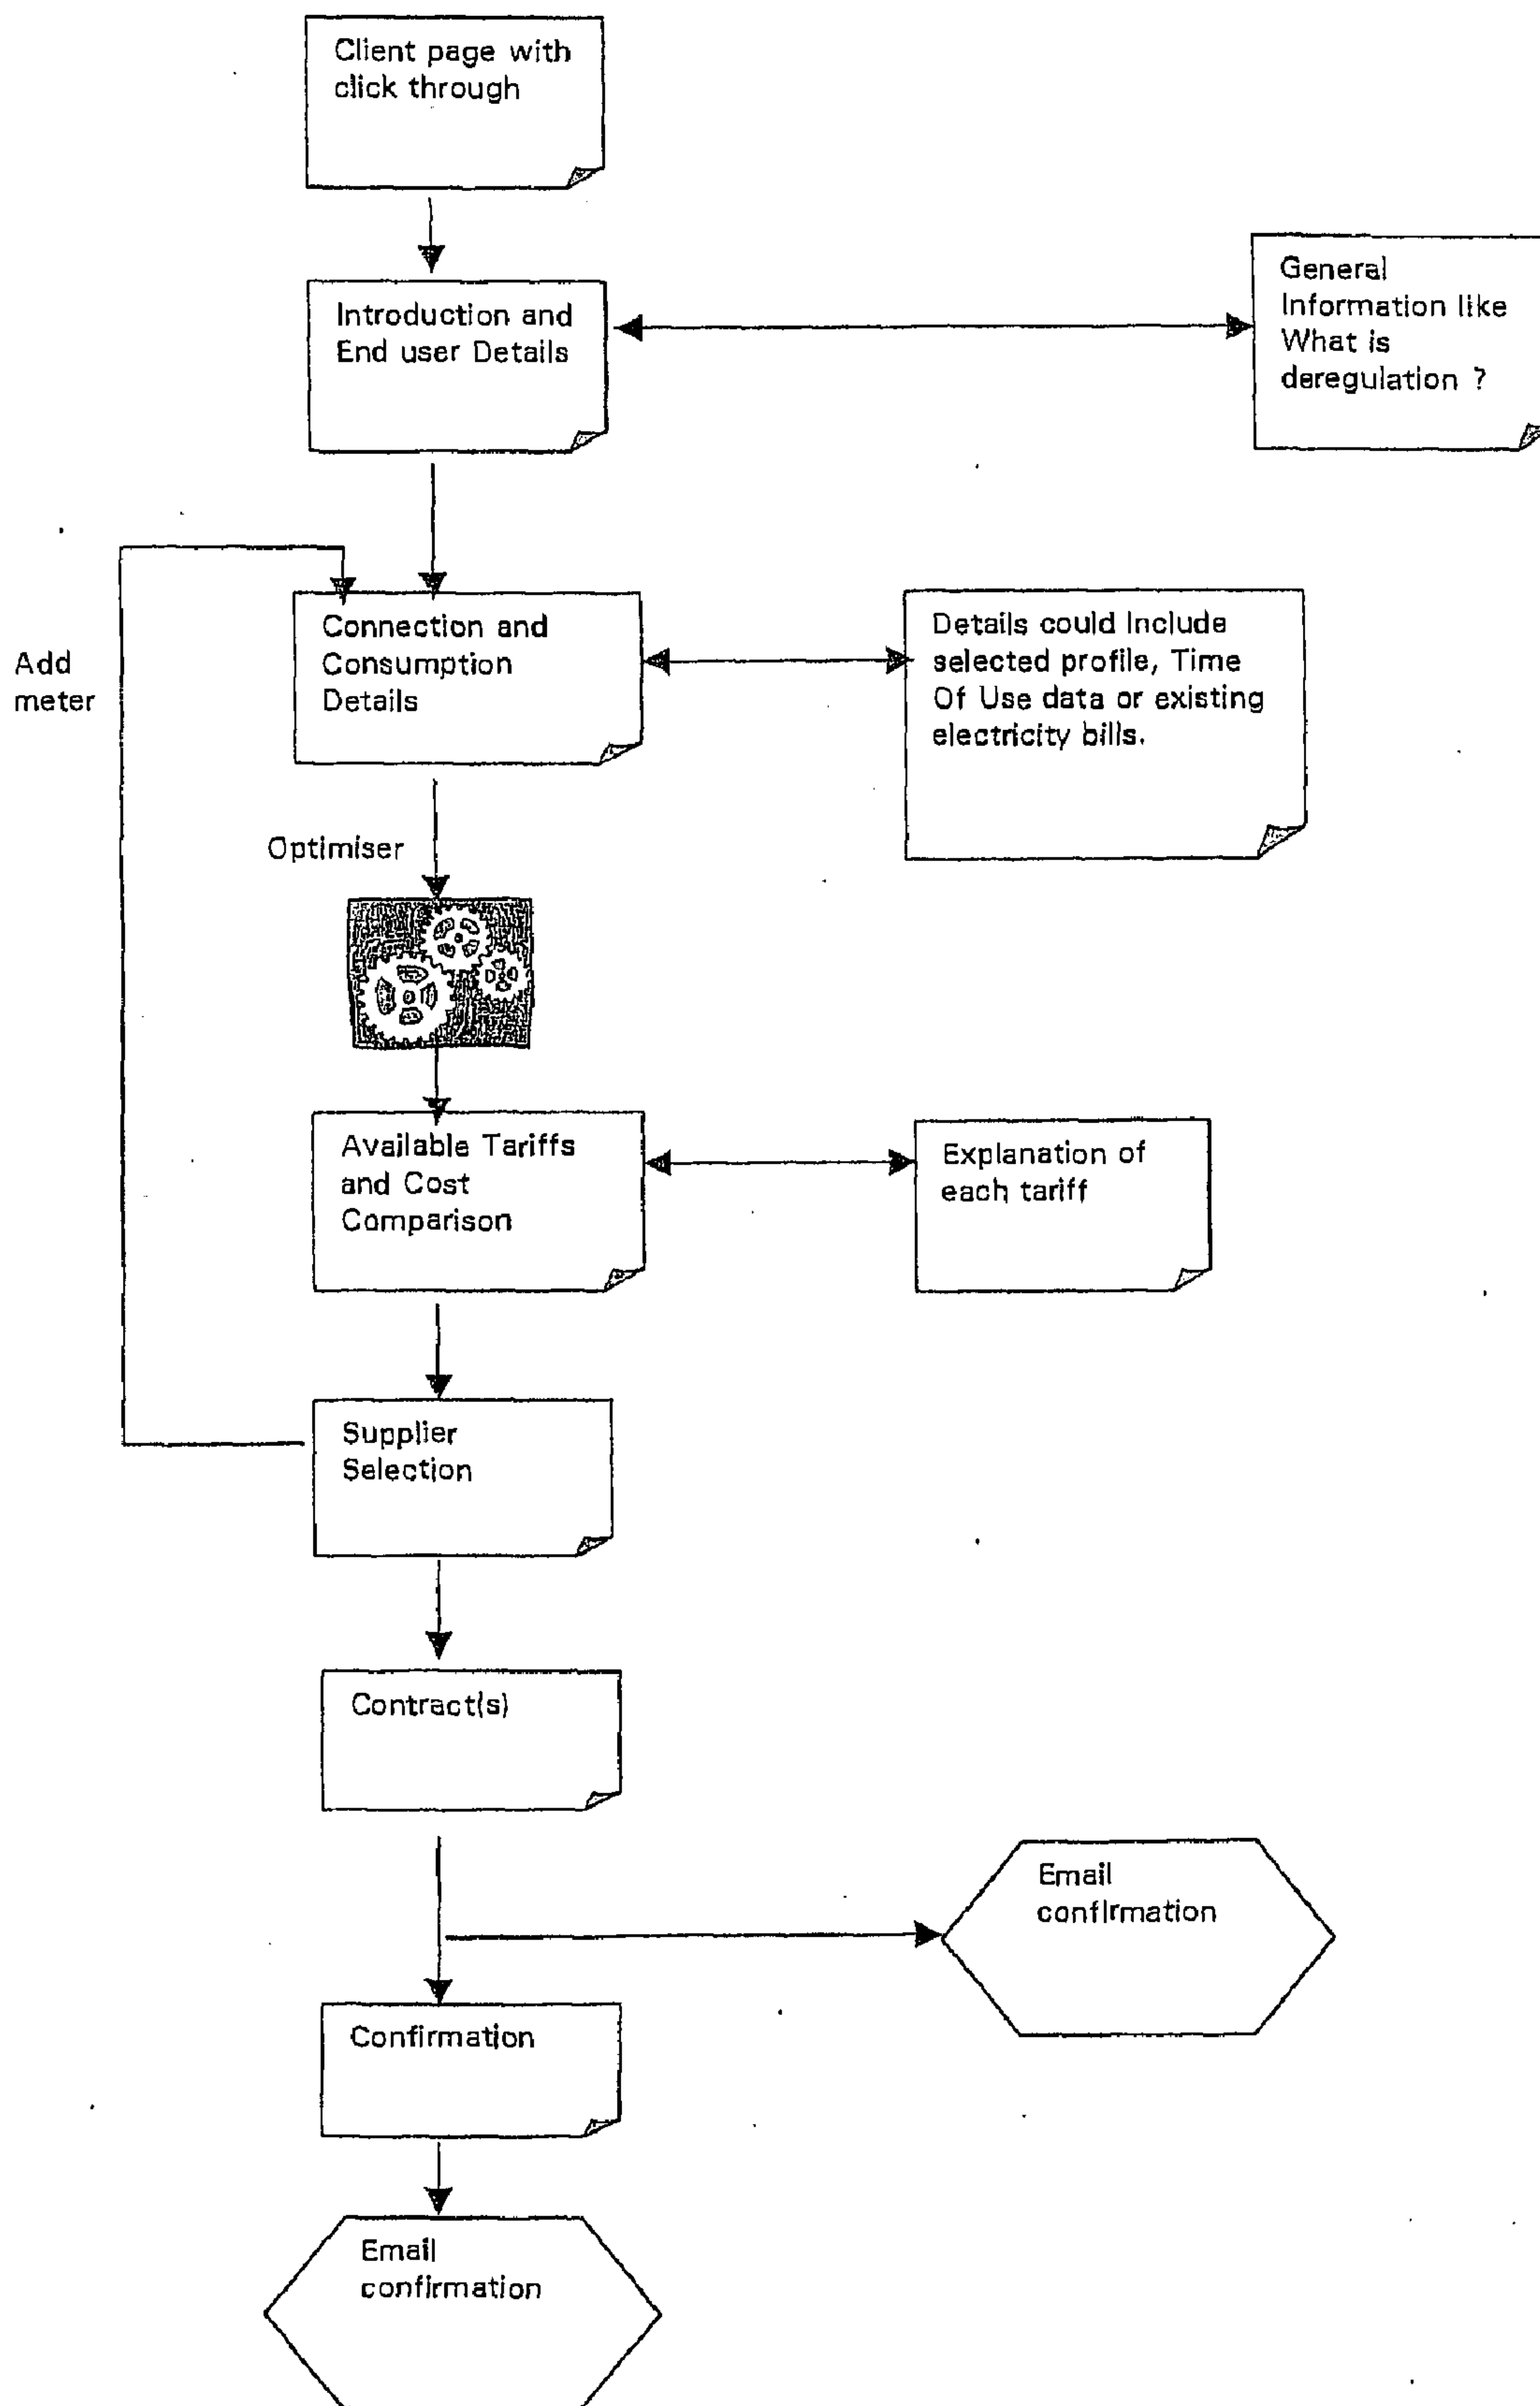 Client page with
click through
Introduction and
End user Details
General
Information like
What is
deregulation ?
Add
meter
Connection and
Consumption
Details
Details could Include
selected profile, Time
Of Use data or existing
electricity bills.
Optimiser
Available Tariffs
and Cost
Comparison
Explanation of
each tariff
Supplier
Selection
Contract(s)
Email
confirmation
Confirmation
Email
confirmation